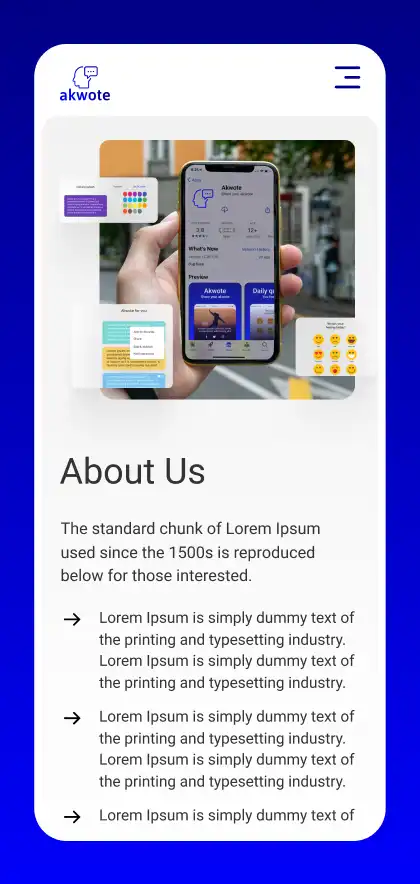 akwote
Akwote
What's New
Preview
Akwote
Daily q
Akwote for you
About Us
The standard chunk of Lorem Ipsum
used since the 1500s is reproduced
below for those interested.
→ Lorem Ipsum is simply dummy text of
the printing and typesetting industry.
Lorem Ipsum is simply dummy text of
the printing and typesetting industry.
→ Lorem Ipsum is simply dummy text of
the printing and typesetting industry.
Lorem Ipsum is simply dummy text of
the printing and typesetting industry.
→ Lorem Ipsum is simply dummy text of